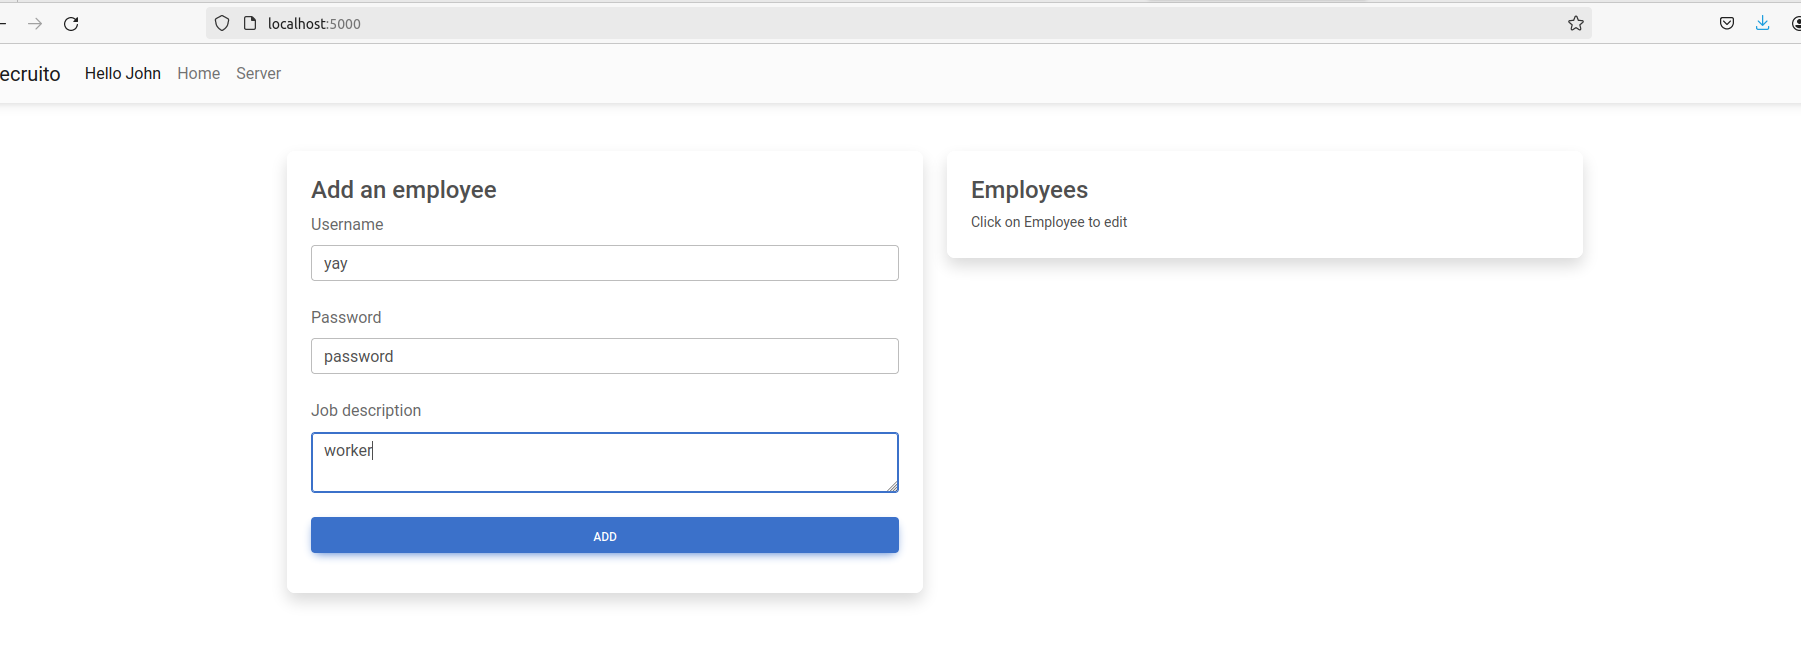 localhost:5000
ecruito Hello John Home Server
Add an employee
Username
yay
Password
password
Job description
worker
ADD
Employees
Click on Employee to edit